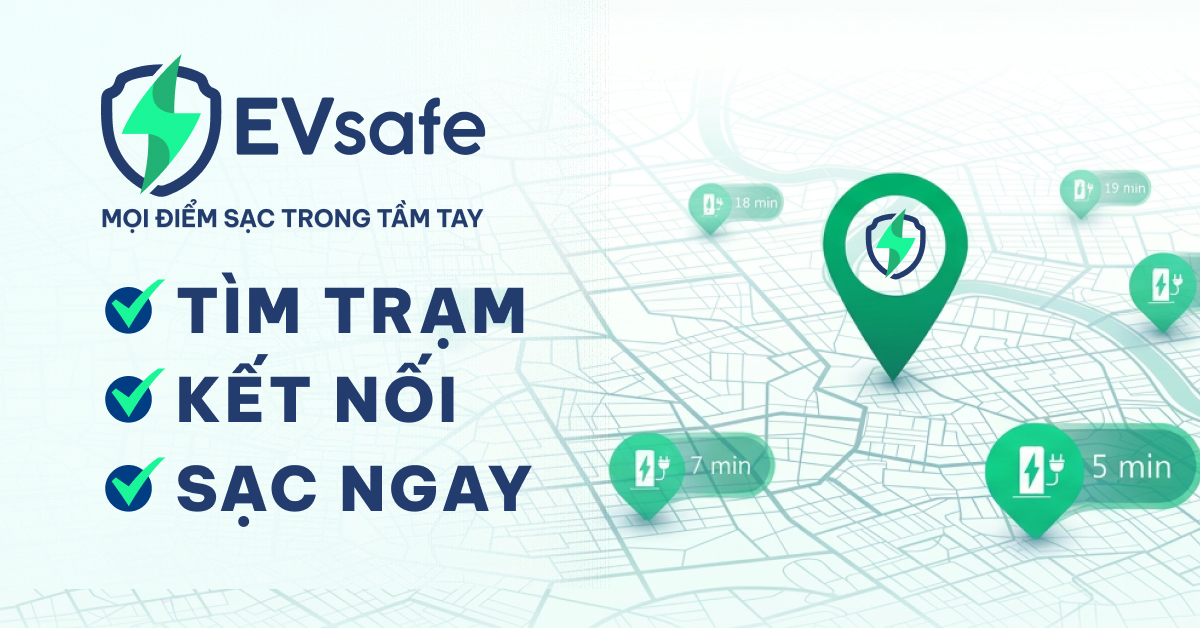 EVsafe
MỌI ĐIỂM SẠC TRONG TẦM TAY
TÌM TRẠM
KẾT NỐI
SẠC NGAY
18 min
19 min
7 min
5 min